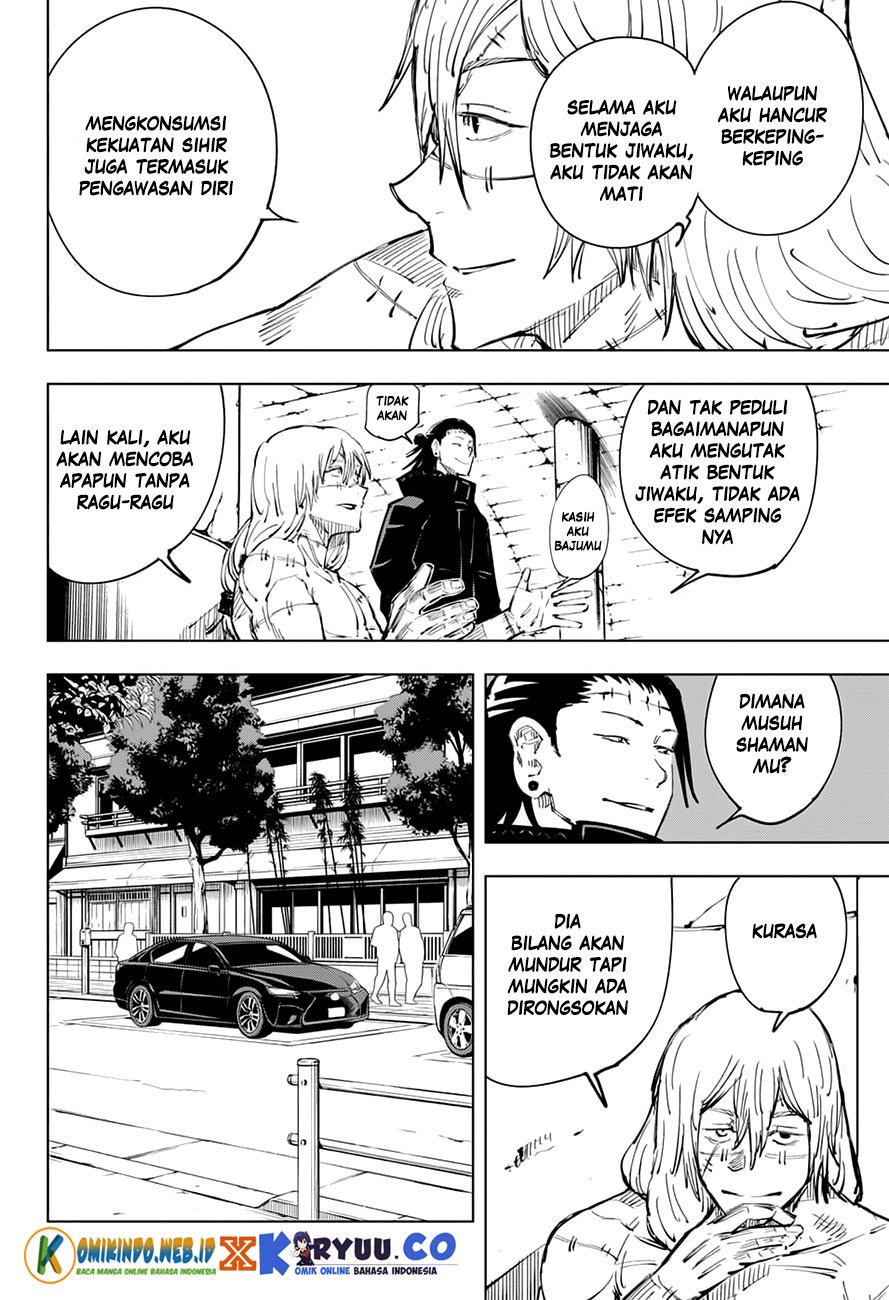 WALAUPUN
AKU HANCUR
BERKEPING-
KEPING
SELAMA AKU
MENJAGA
BENTUK JIWAKU,
AKU TIDAK AKAN
MATI
MENGKONSUMSI
KEKUATAN SIHIR
JUGA TERMASUK
PENGAWASAN DIRI
DAN TAK PEDULI
BAGAIMANAPUN
AKU MENGUTAK
ATIK BENTUK
JIWAKU, TIDAK ADA
EFEK SAMPING
NYA
KASIH
AKU
BAJUMU
TIDAK
AKAN
LAIN KALI, AKU
AKAN MENCOBA
APAPUN TANPA
RAGU-RAGU
DIMANA
MUSUH
SHAMAN
MU?
KURASA
DIA
BILANG AKAN
MUNDUR TAPI
MUNGKIN ADA
DIRONGSOKAN
KOMIKINDO.WEB.ID X KIRYUU.CO
BACA MANGA ONLINE BAHASA INDONESIA
OMIK ONLINE BAHASA INDONESIA